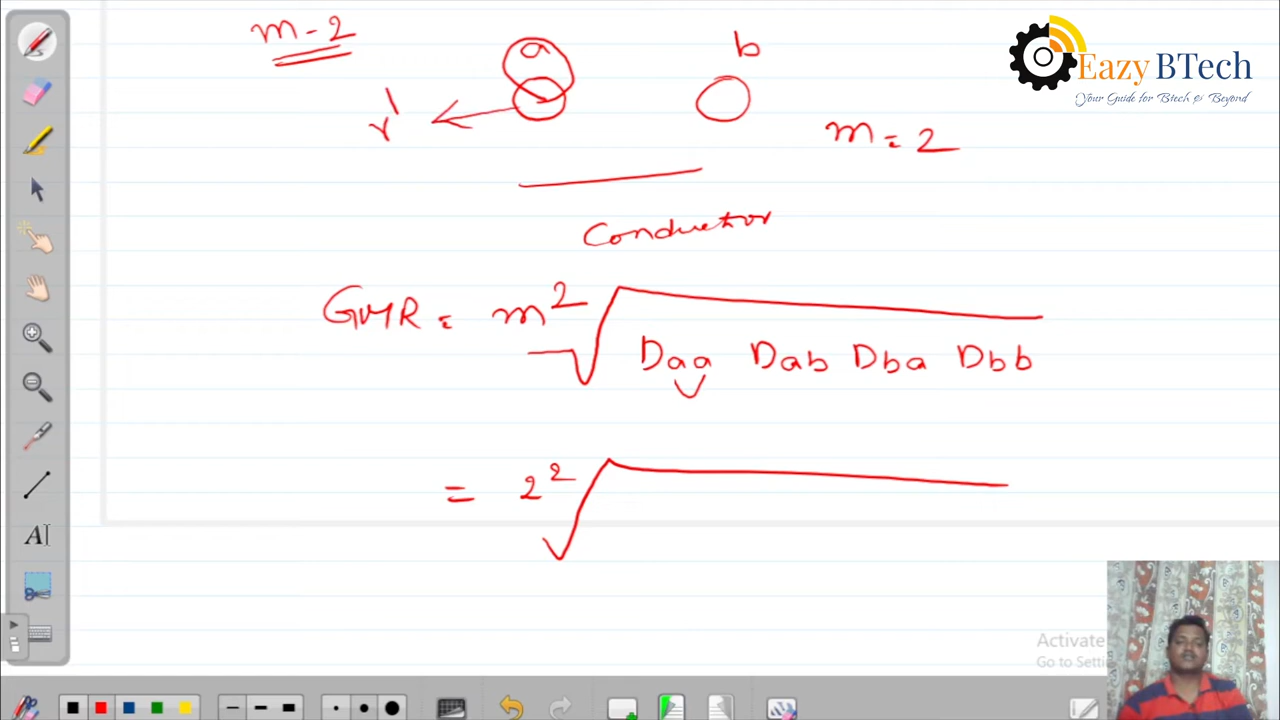 m - 2
a
b
Eazy BTech
Your Guide for Btech & Beyond
r'
m = 2
Conductor
GMR = m²√ Daa Dab Dba Dbb
= 2²√
A
Activate
Go to Setti